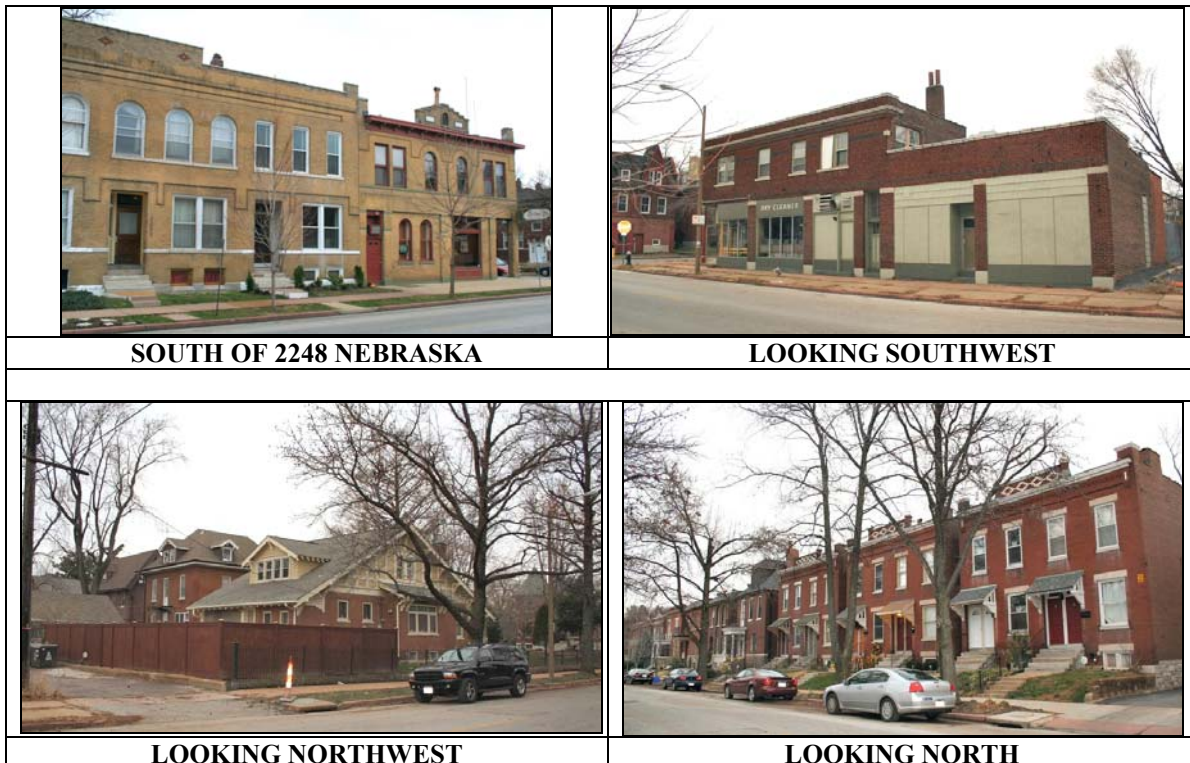 DRY CLEANER
SOUTH OF 2248 NEBRASKA
LOOKING SOUTHWEST
LOOKING NORTHWEST
LOOKING NORTH